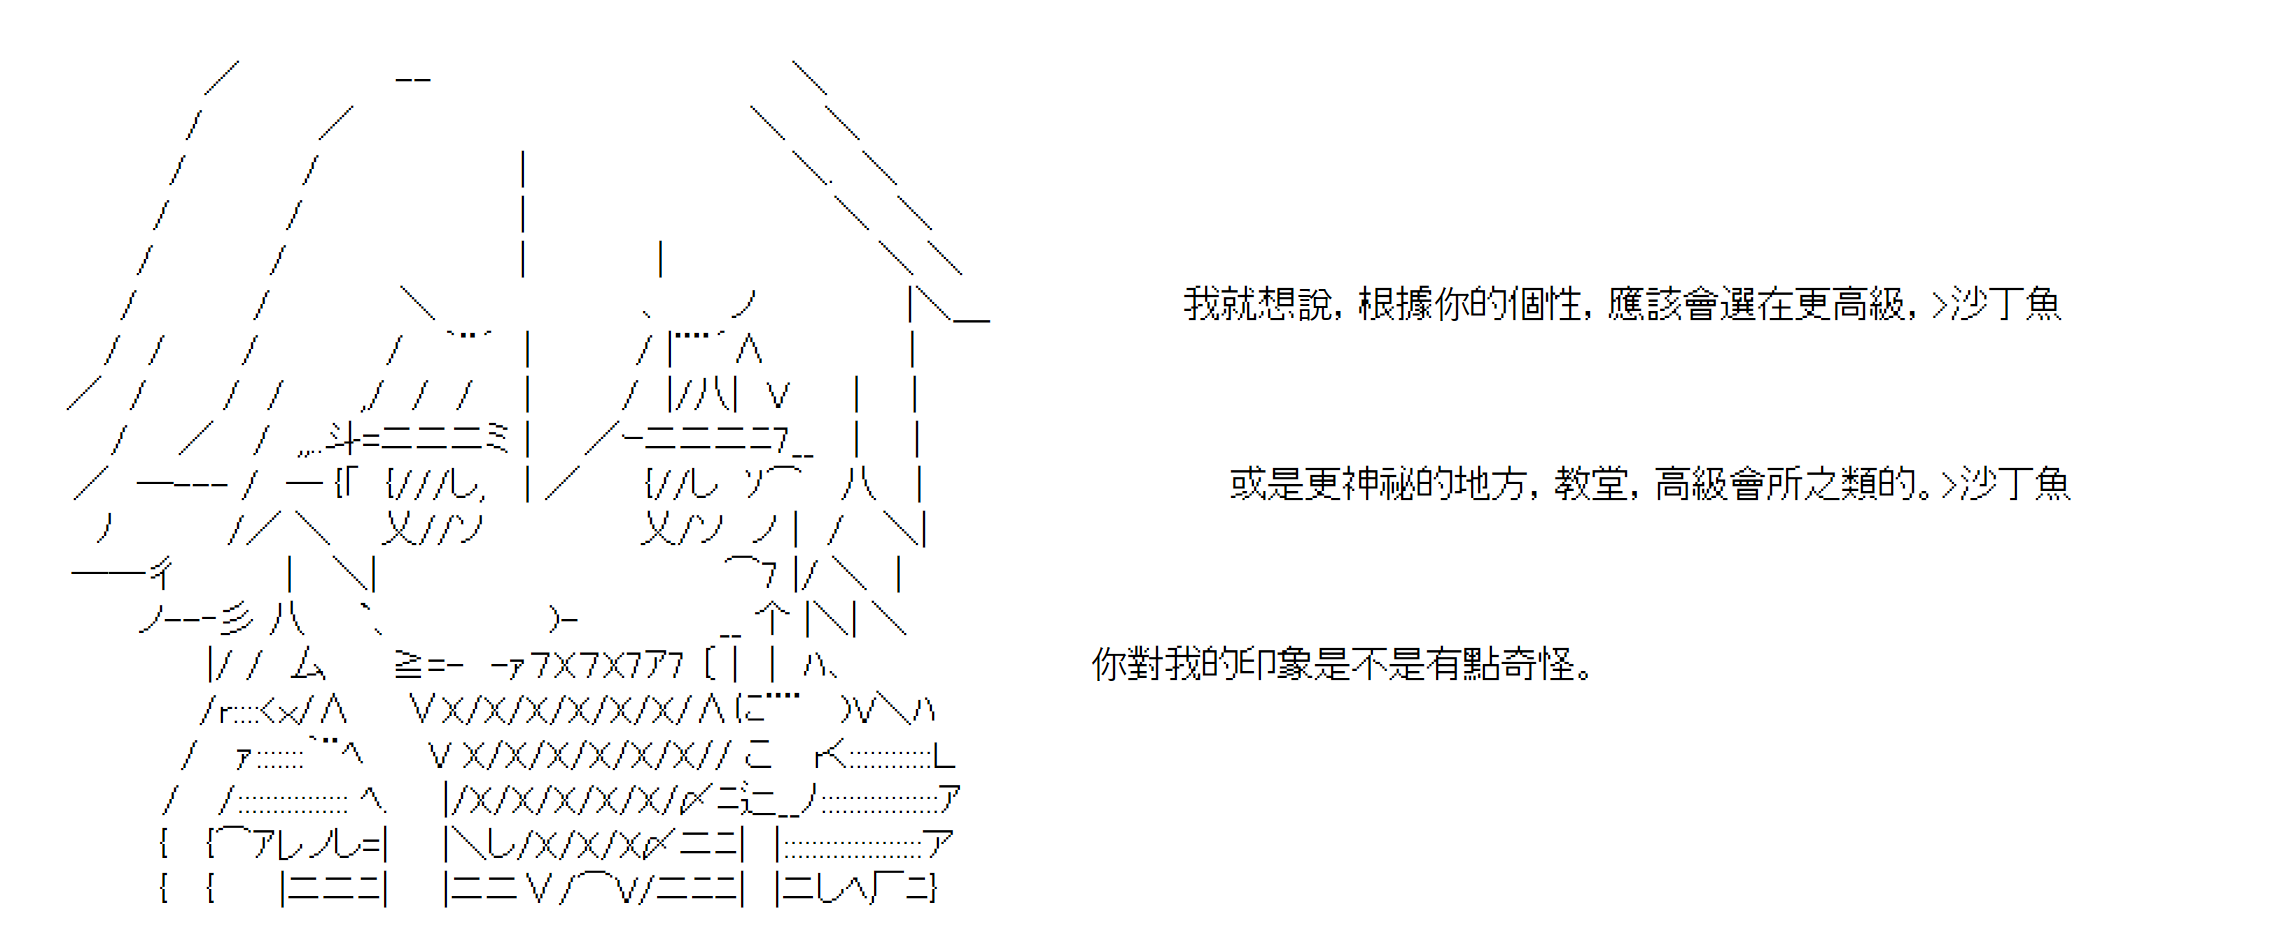 我就想說，根據你的個性，應該會選在更高級，>沙丁魚
或是更神祕的地方，教堂，高級會所之類的。>沙丁魚
你對我的印象是不是有點奇怪。